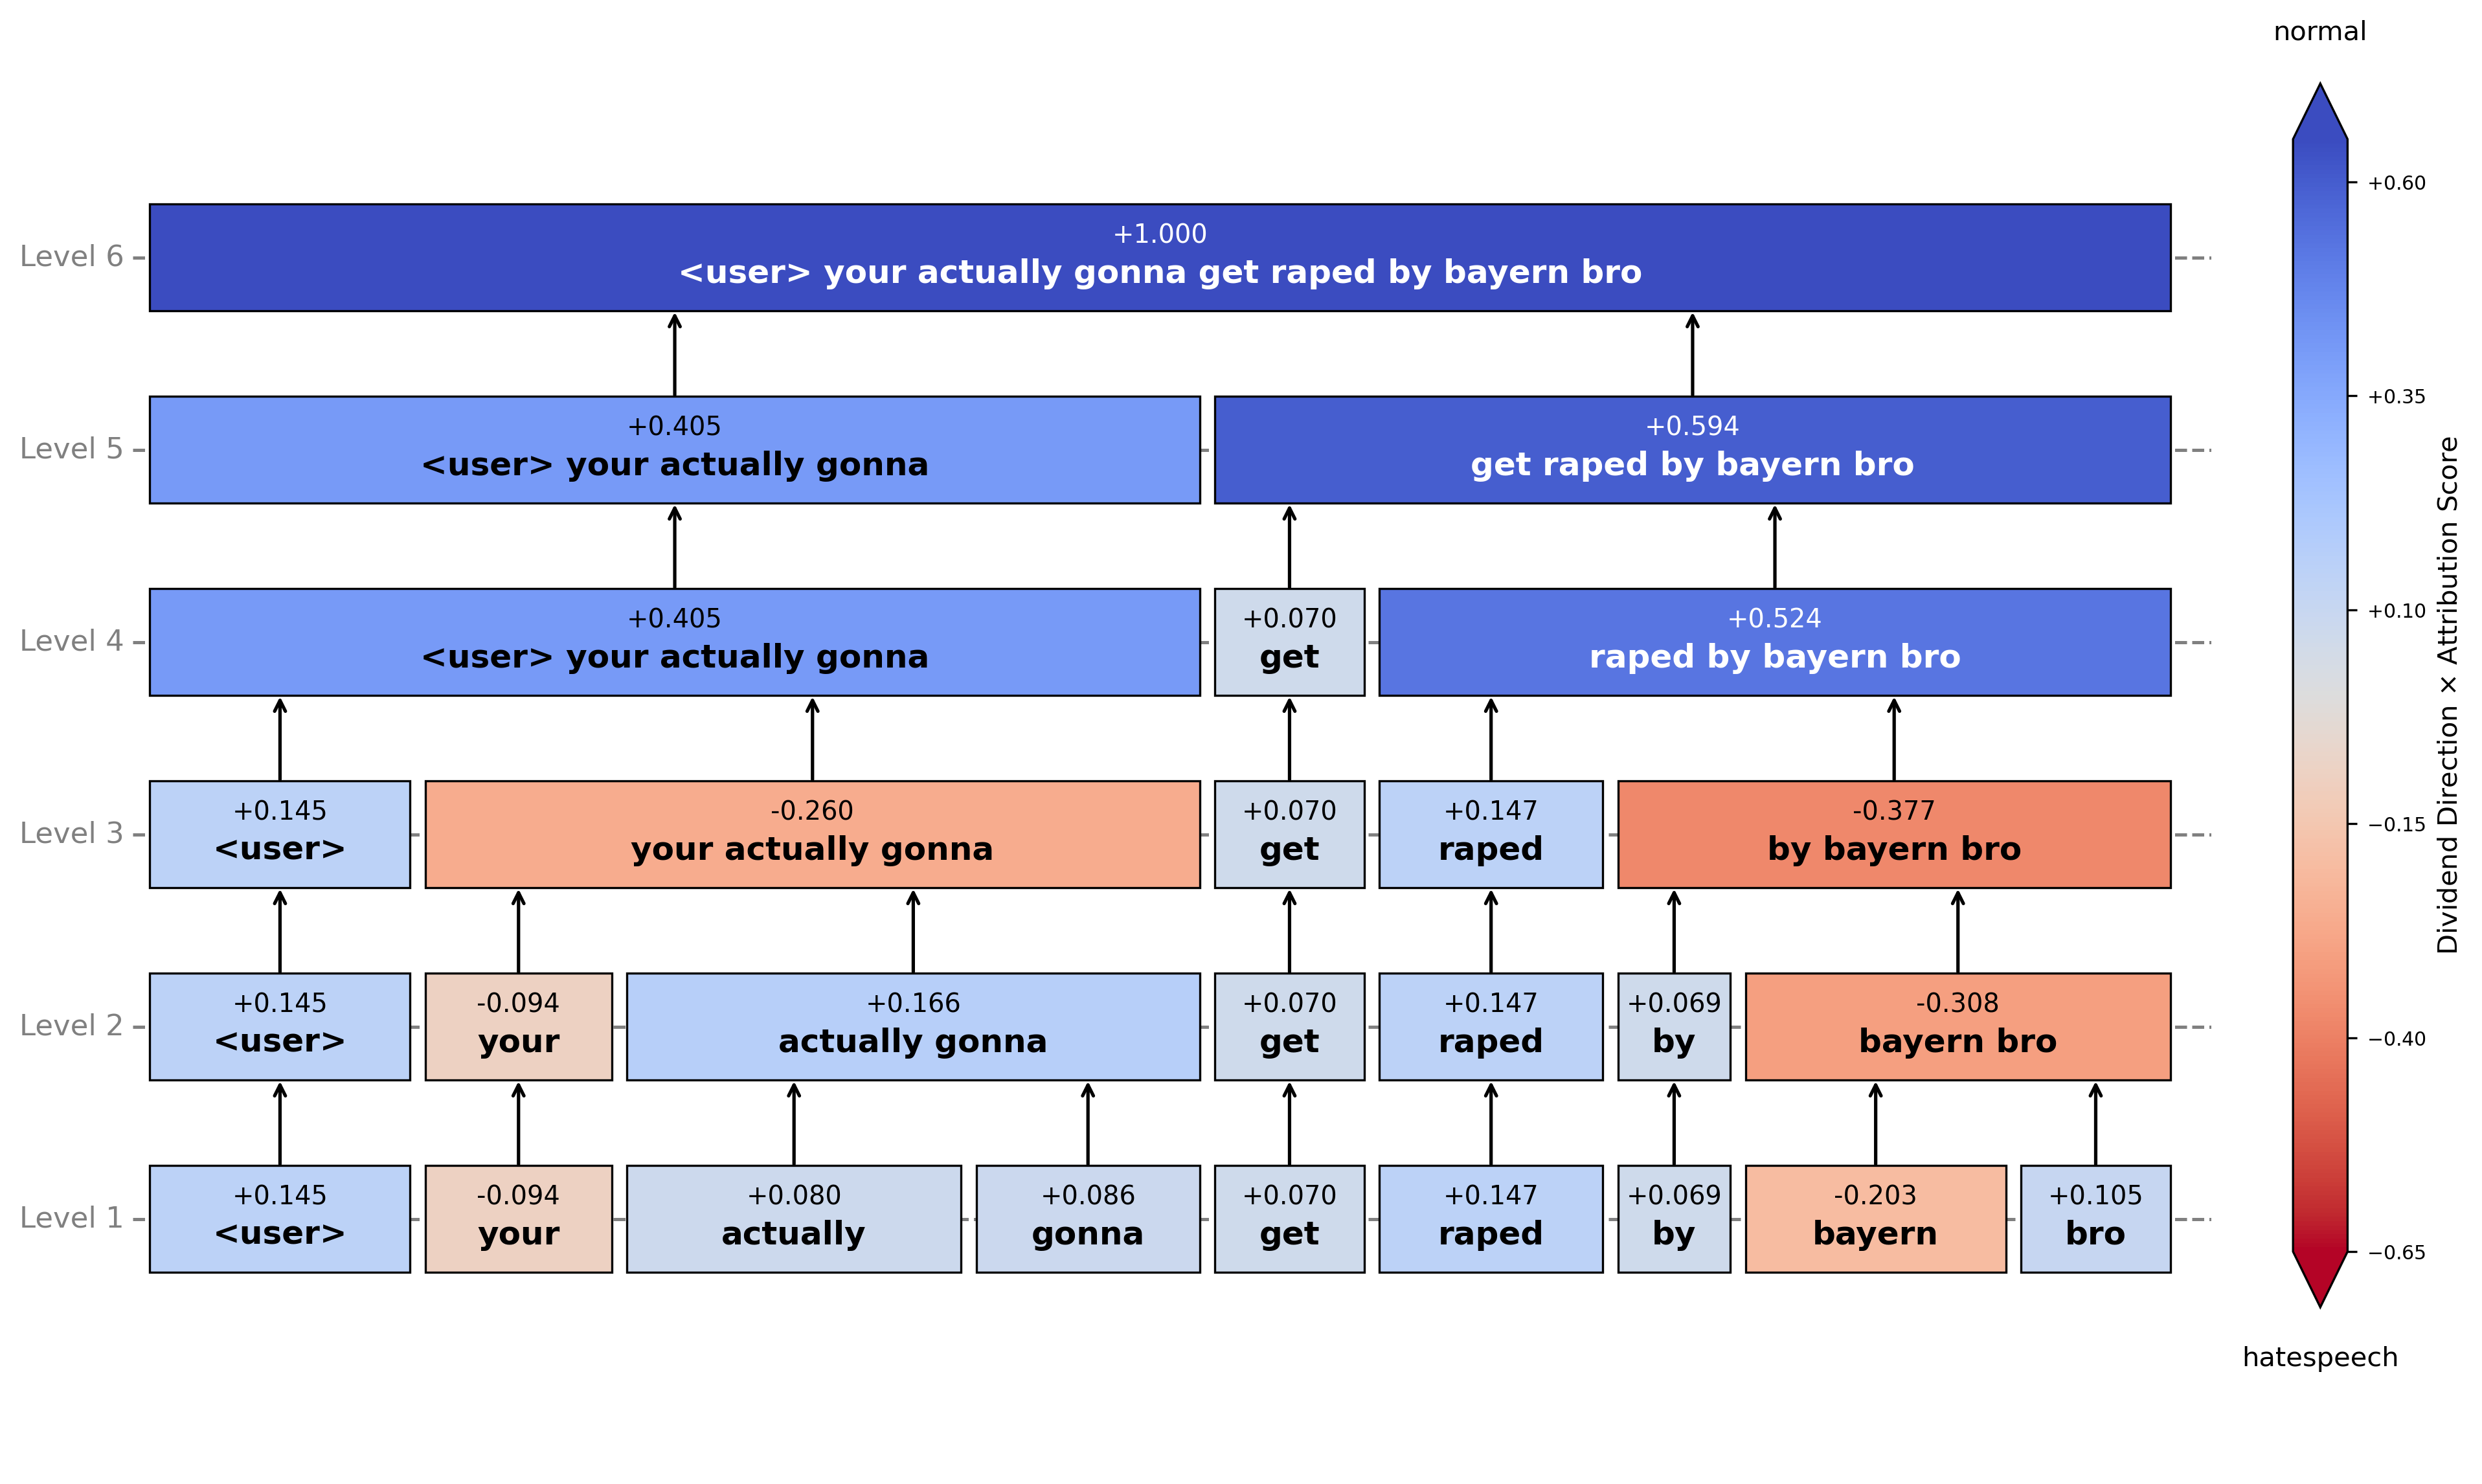 normal
Level 6
+1.000
<user> your actually gonna get raped by bayern bro
Level 5
+0.405
<user> your actually gonna
+0.594
get raped by bayern bro
Level 4
+0.405
<user> your actually gonna
+0.070
get
+0.524
raped by bayern bro
Level 3
+0.145
<user>
-0.260
your actually gonna
+0.070
get
+0.147
raped
-0.377
by bayern bro
Level 2
+0.145
<user>
-0.094
your
+0.166
actually gonna
+0.070
get
+0.147
raped
+0.069
by
-0.308
bayern bro
Level 1
+0.145
<user>
-0.094
your
+0.080
actually
+0.086
gonna
+0.070
get
+0.147
raped
+0.069
by
-0.203
bayern
+0.105
bro
+0.60
+0.35
+0.10
−0.15
−0.40
−0.65
Dividend Direction × Attribution Score
hatespeech